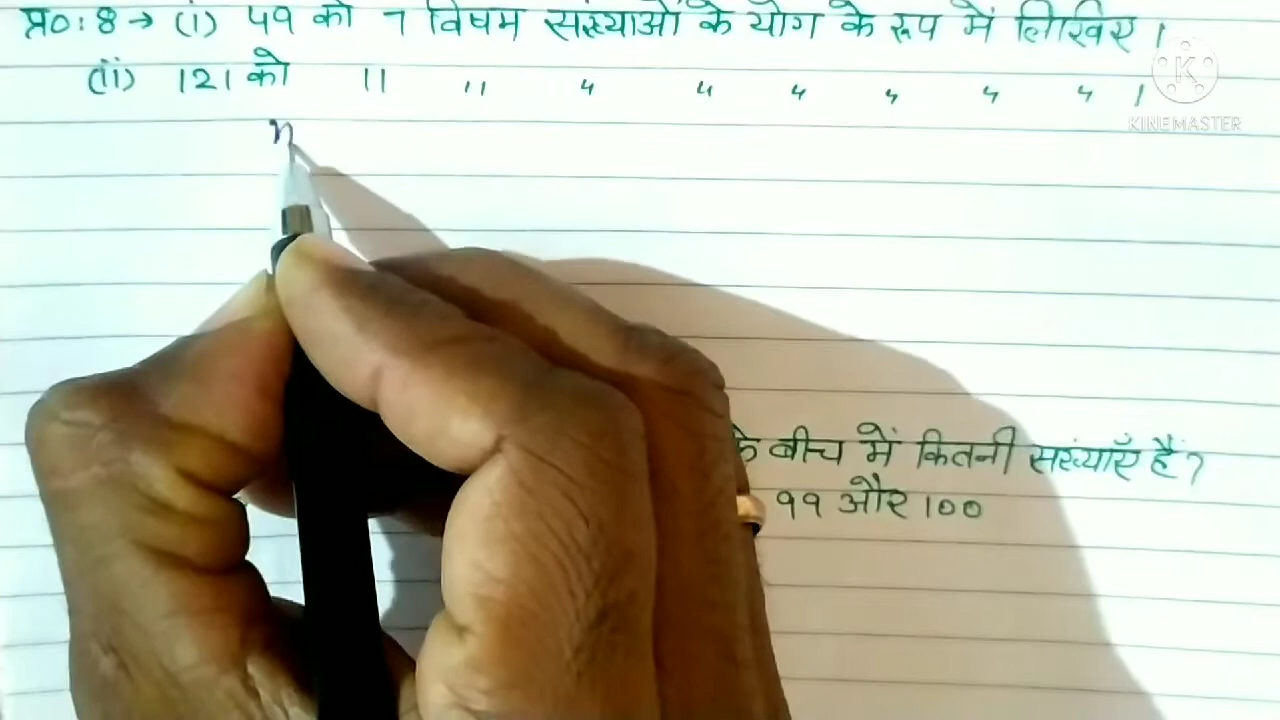 प्र०:8→ (i) 49 को 7 विषम संख्याओं के योग के रूप में लिखिए।
(ii) 121 को 11 " " " " " " " ।
n
KINEMASTER
के बीच में कितनी संख्याएँ हैं?
99 और 100